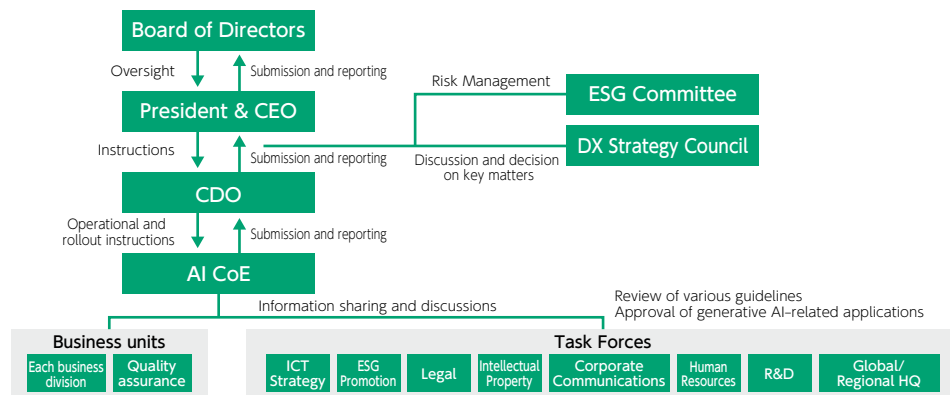 Board of Directors
Oversight
Submission and reporting
Risk Management
ESG Committee
President & CEO
DX Strategy Council
Instructions
Submission and reporting
Discussion and decision
on key matters
CDO
Operational and
rollout instructions
Submission and reporting
AI CoE
Information sharing and discussions
Review of various guidelines
Approval of generative AI-related applications
Business units
Each business
division
Quality
assurance
Task Forces
ICT
Strategy
ESG
Promotion
Legal
Intellectual
Property
Corporate
Communications
Human
Resources
R&D
Global/
Regional HQ